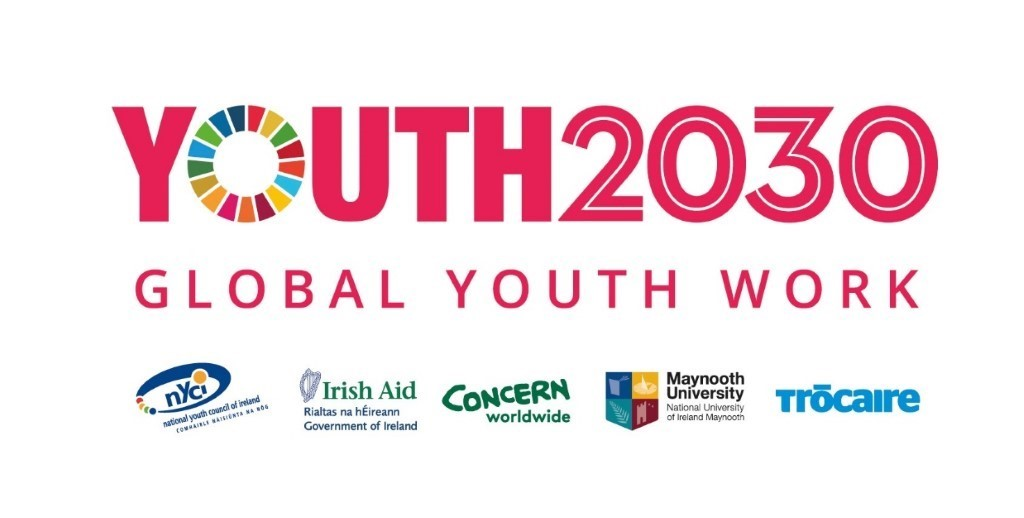 YOUTH2030
GLOBAL YOUTH WORK
nyci
national youth council of ireland
COMHAIRLE NÁISIÚNTA NA NÓG
Irish Aid
Rialtas na hÉireann
Government of Ireland
CONCERN
worldwide
Maynooth
University
National University
of Ireland Maynooth
Trōcaire